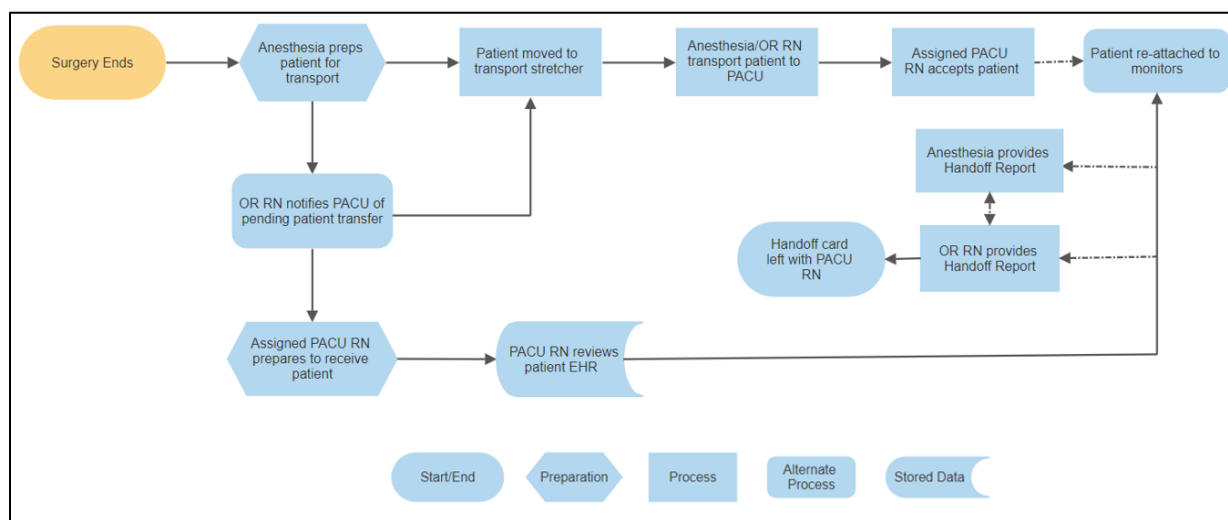 Surgery Ends
Anesthesia preps
patient for
transport
Patient moved to
transport stretcher
Anesthesia/OR RN
transport patient to
PACU
Assigned PACU
RN accepts patient
Patient re-attached to
monitors
Anesthesia provides
Handoff Report
OR RN notifies PACU of
pending patient transfer
Handoff card
left with PACU
RN
OR RN provides
Handoff Report
Assigned PACU RN
prepares to receive
patient
PACU RN reviews
patient EHR
Start/End
Preparation
Process
Alternate
Process
Stored Data